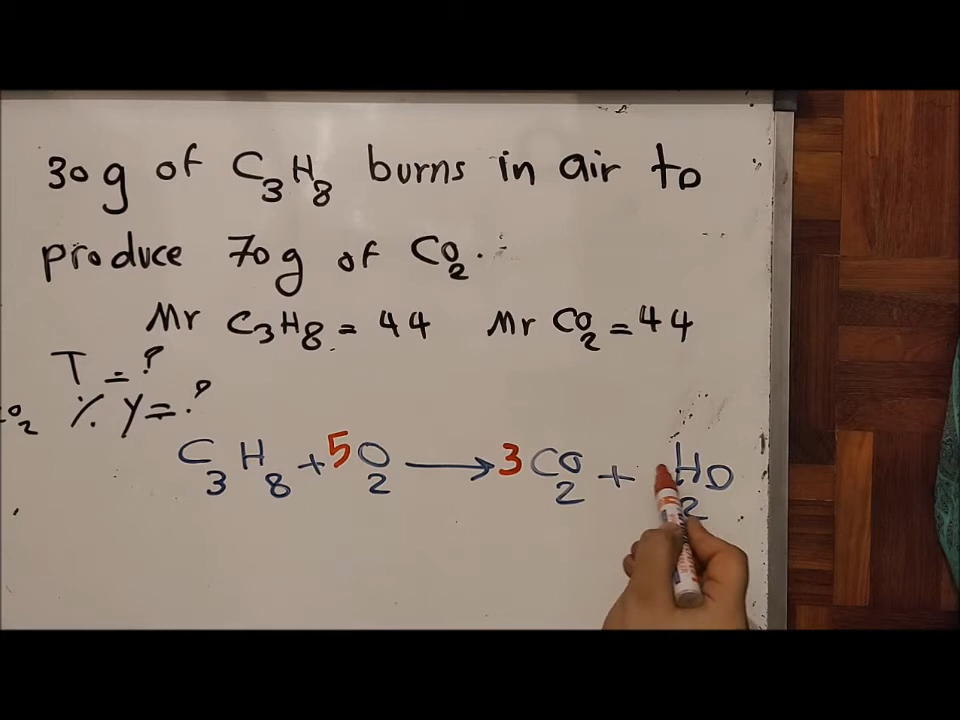 30g of C3H8 burns in air to
produce 70g of CO2.
Mr C3H8 = 44 Mr CO2 = 44
T = ?
O2 % Y = ?
C3H8 + 5O2 → 3CO2 + H2O